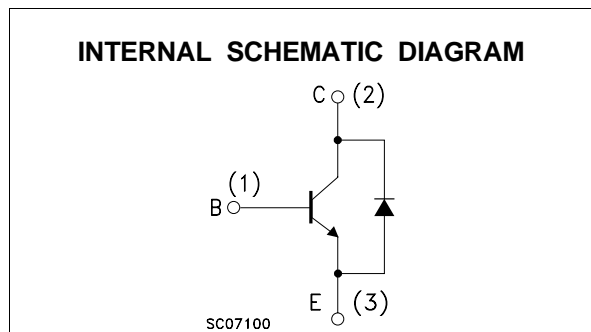 INTERNAL SCHEMATIC DIAGRAM
C (2)
(1)
B
E (3)
SC07100